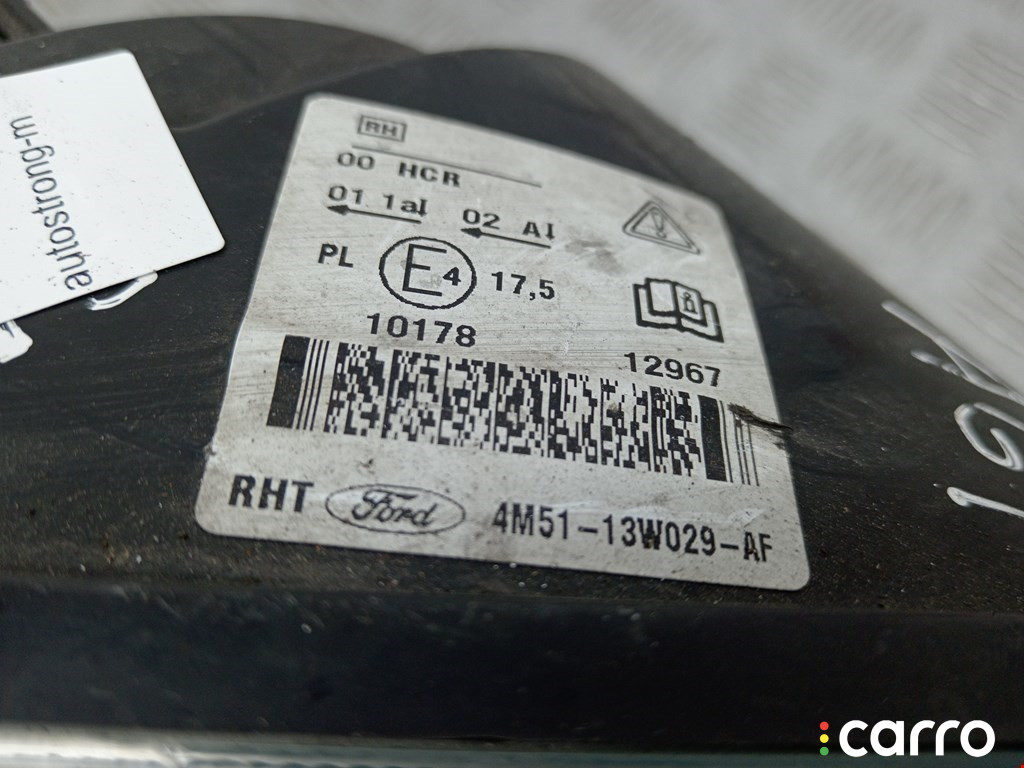 autostrong-m
RH
00 HCR
01 1al 02 Al
PL E4 17,5
10178
12967
RHT Ford 4M51-13W029-AF
carro